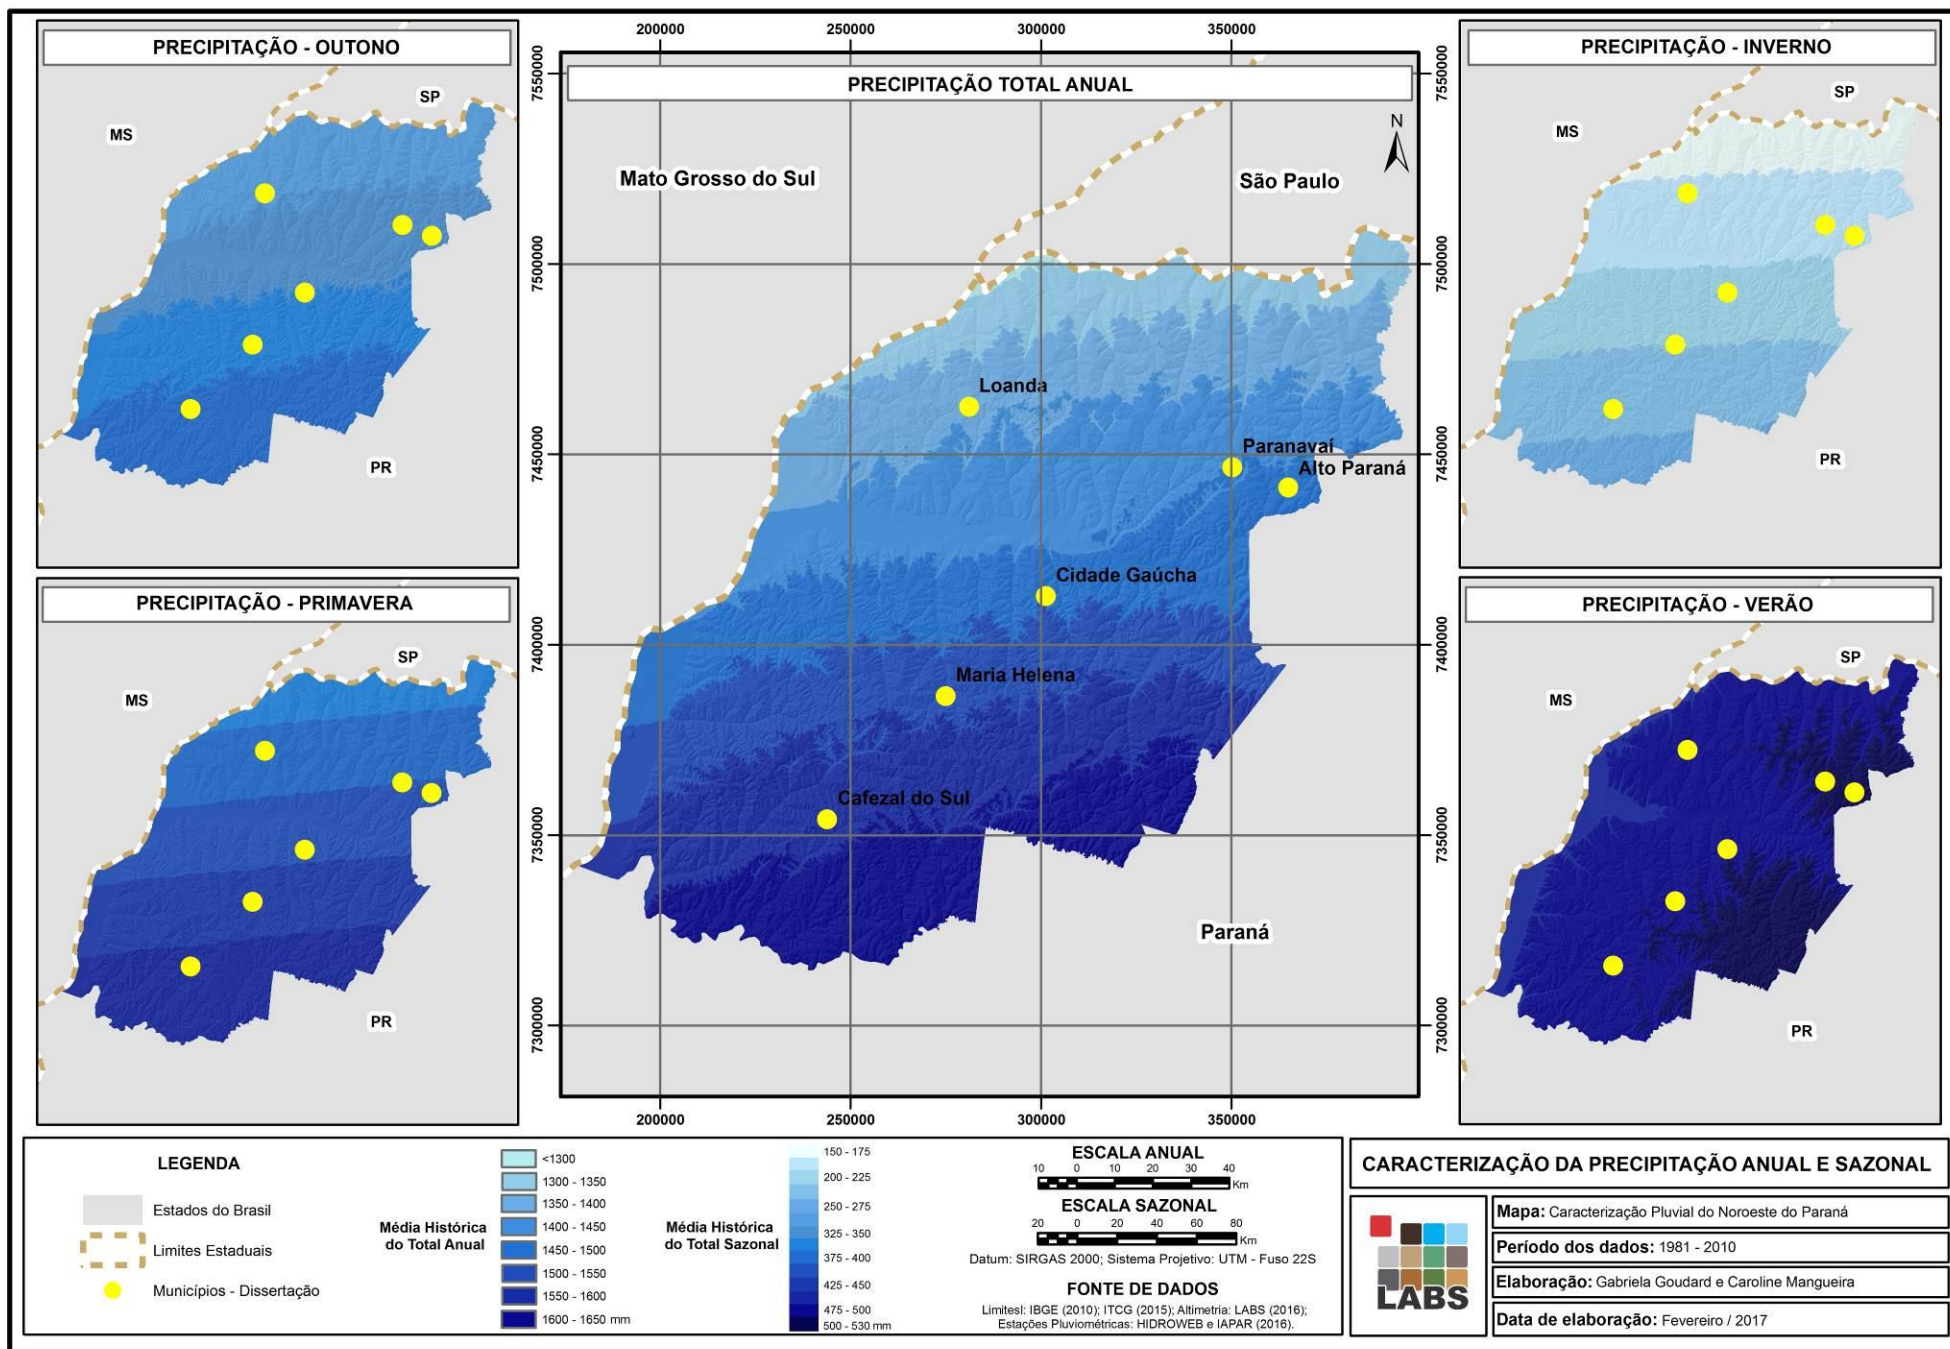 PRECIPITAÇÃO - OUTONO
SP
MS
PR
PRECIPITAÇÃO - PRIMAVERA
SP
MS
PR
200000
250000
300000
350000
PRECIPITAÇÃO TOTAL ANUAL
7550000
7500000
7450000
7400000
7350000
7300000
N
Mato Grosso do Sul
São Paulo
Loanda
Paranavaí
Alto Paraná
Cidade Gaúcha
Maria Helena
Cafezal do Sul
Paraná
7550000
7500000
7450000
7400000
7350000
7300000
200000
250000
300000
350000
PRECIPITAÇÃO - INVERNO
SP
MS
PR
PRECIPITAÇÃO - VERÃO
SP
MS
PR
LEGENDA
Estados do Brasil
Limites Estaduais
Municípios - Dissertação
Média Histórica
do Total Anual
<1300
1300 - 1350
1350 - 1400
1400 - 1450
1450 - 1500
1500 - 1550
1550 - 1600
1600 - 1650 mm
Média Histórica
do Total Sazonal
150 - 175
200 - 225
250 - 275
325 - 350
375 - 400
425 - 450
475 - 500
500 - 530 mm
ESCALA ANUAL
10 0 10 20 30 40
Km
ESCALA SAZONAL
20 0 20 40 60 80
Km
Datum: SIRGAS 2000; Sistema Projetivo: UTM - Fuso 22S
FONTE DE DADOS
Limitesl: IBGE (2010); ITCG (2015); Altimetria: LABS (2016);
Estações Pluviométricas: HIDROWEB e IAPAR (2016).
CARACTERIZAÇÃO DA PRECIPITAÇÃO ANUAL E SAZONAL
LABS
Mapa: Caracterização Pluvial do Noroeste do Paraná
Período dos dados: 1981 - 2010
Elaboração: Gabriela Goudard e Caroline Mangueira
Data de elaboração: Fevereiro / 2017